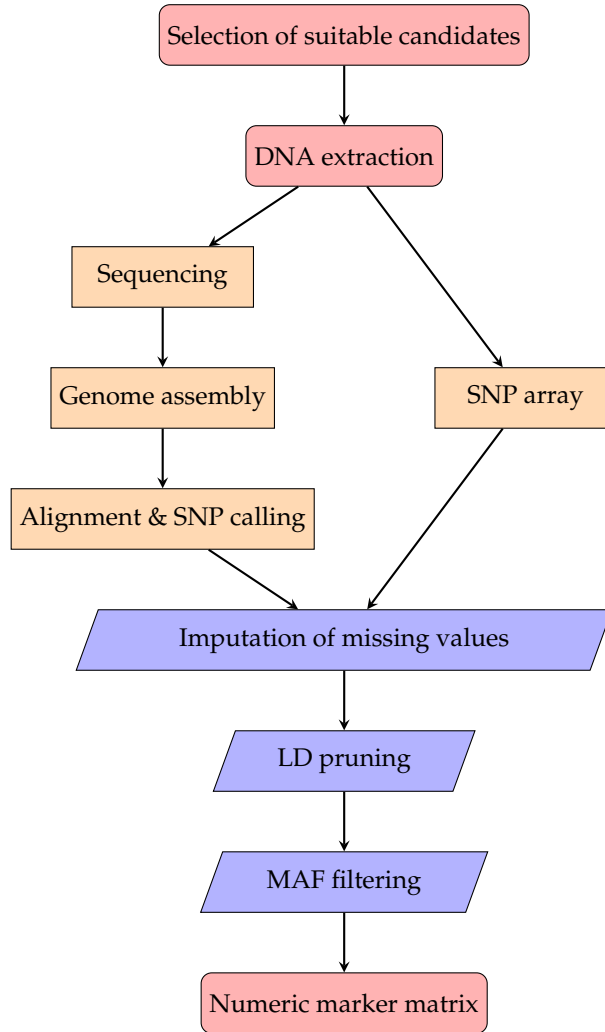 Selection of suitable candidates
DNA extraction
Sequencing
Genome assembly
SNP array
Alignment & SNP calling
Imputation of missing values
LD pruning
MAF filtering
Numeric marker matrix